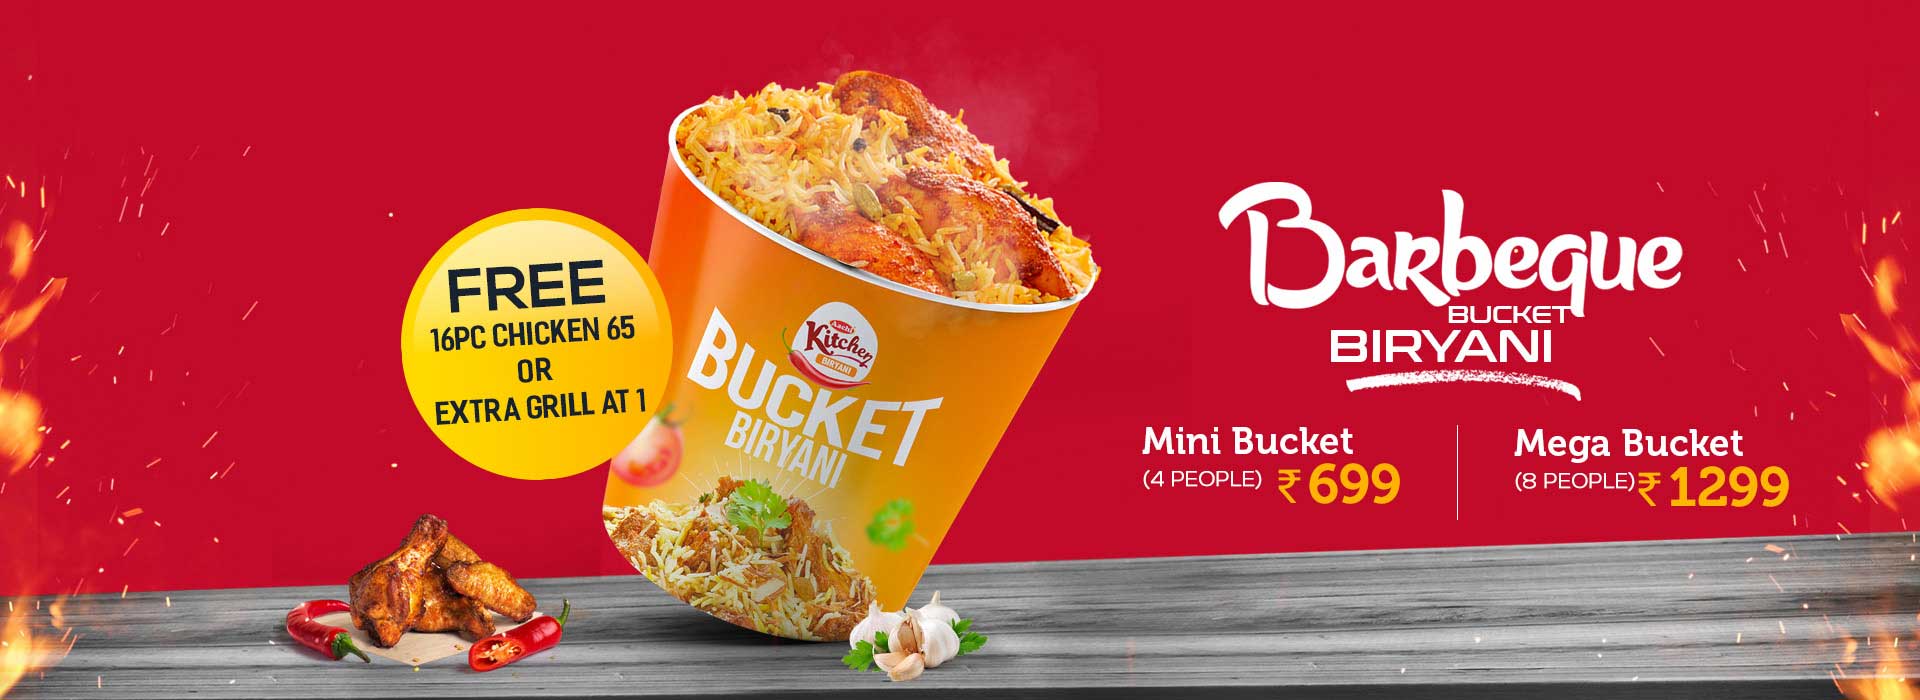 FREE
16PC CHICKEN 65
OR
EXTRA GRILL AT 1
Aachi
Kitchen
BIRYANI
BUCKET
BIRYANI
Barbeque
BUCKET
BIRYANI
Mini Bucket
(4 PEOPLE) ₹ 699
Mega Bucket
(8 PEOPLE) ₹ 1299